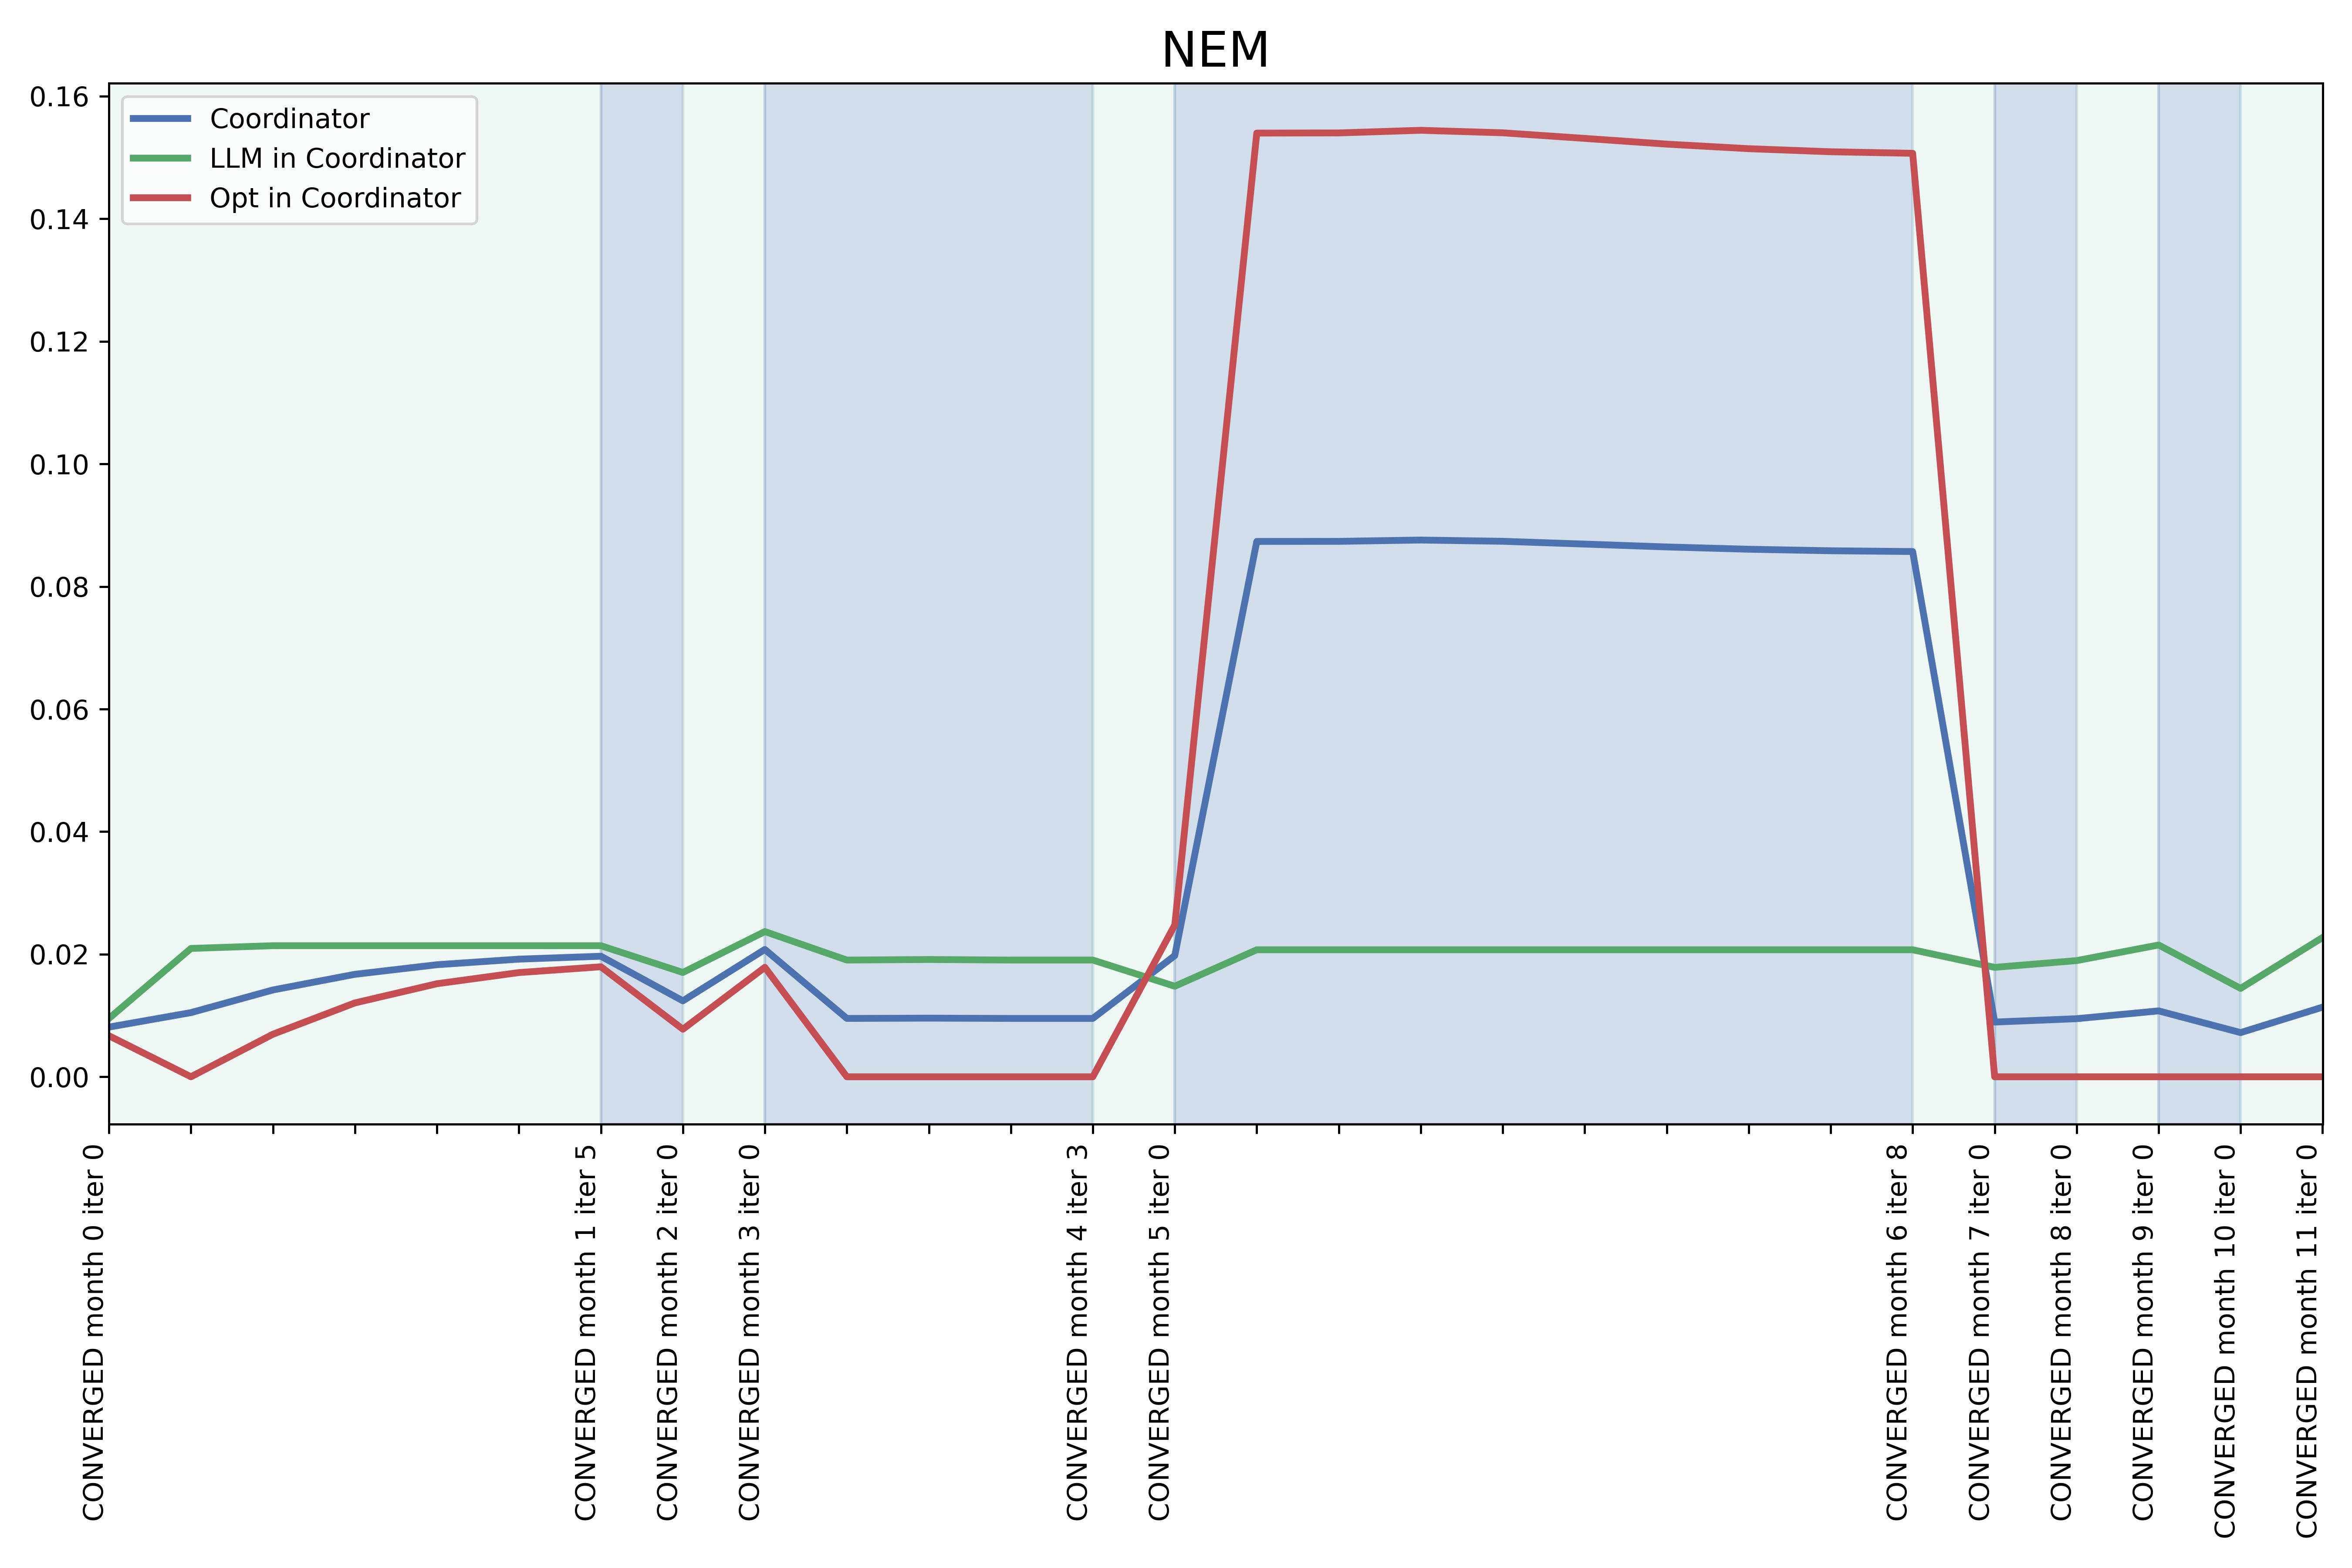 NEM
0.16
0.14
0.12
0.10
0.08
0.06
0.04
0.02
0.00
Coordinator
LLM in Coordinator
Opt in Coordinator
CONVERGED month 0 iter 0
CONVERGED month 1 iter 5
CONVERGED month 2 iter 0
CONVERGED month 3 iter 0
CONVERGED month 4 iter 3
CONVERGED month 5 iter 0
CONVERGED month 6 iter 8
CONVERGED month 7 iter 0
CONVERGED month 8 iter 0
CONVERGED month 9 iter 0
CONVERGED month 10 iter 0
CONVERGED month 11 iter 0